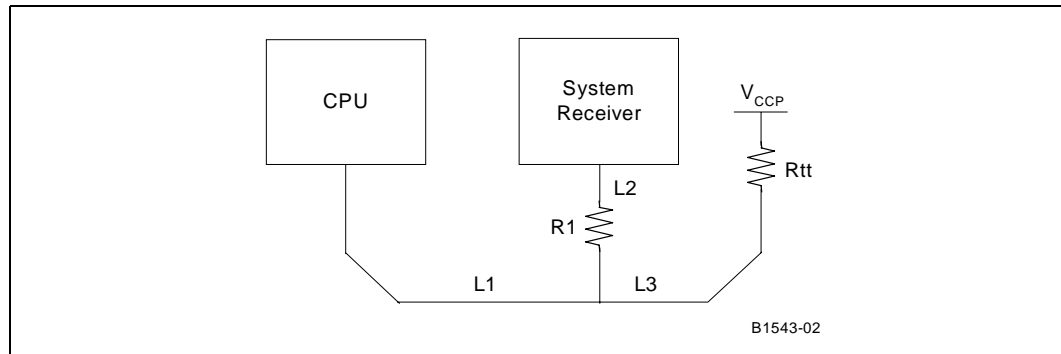 CPU
System
Receiver
V_CCP
Rtt
L2
R1
L1
L3
B1543-02